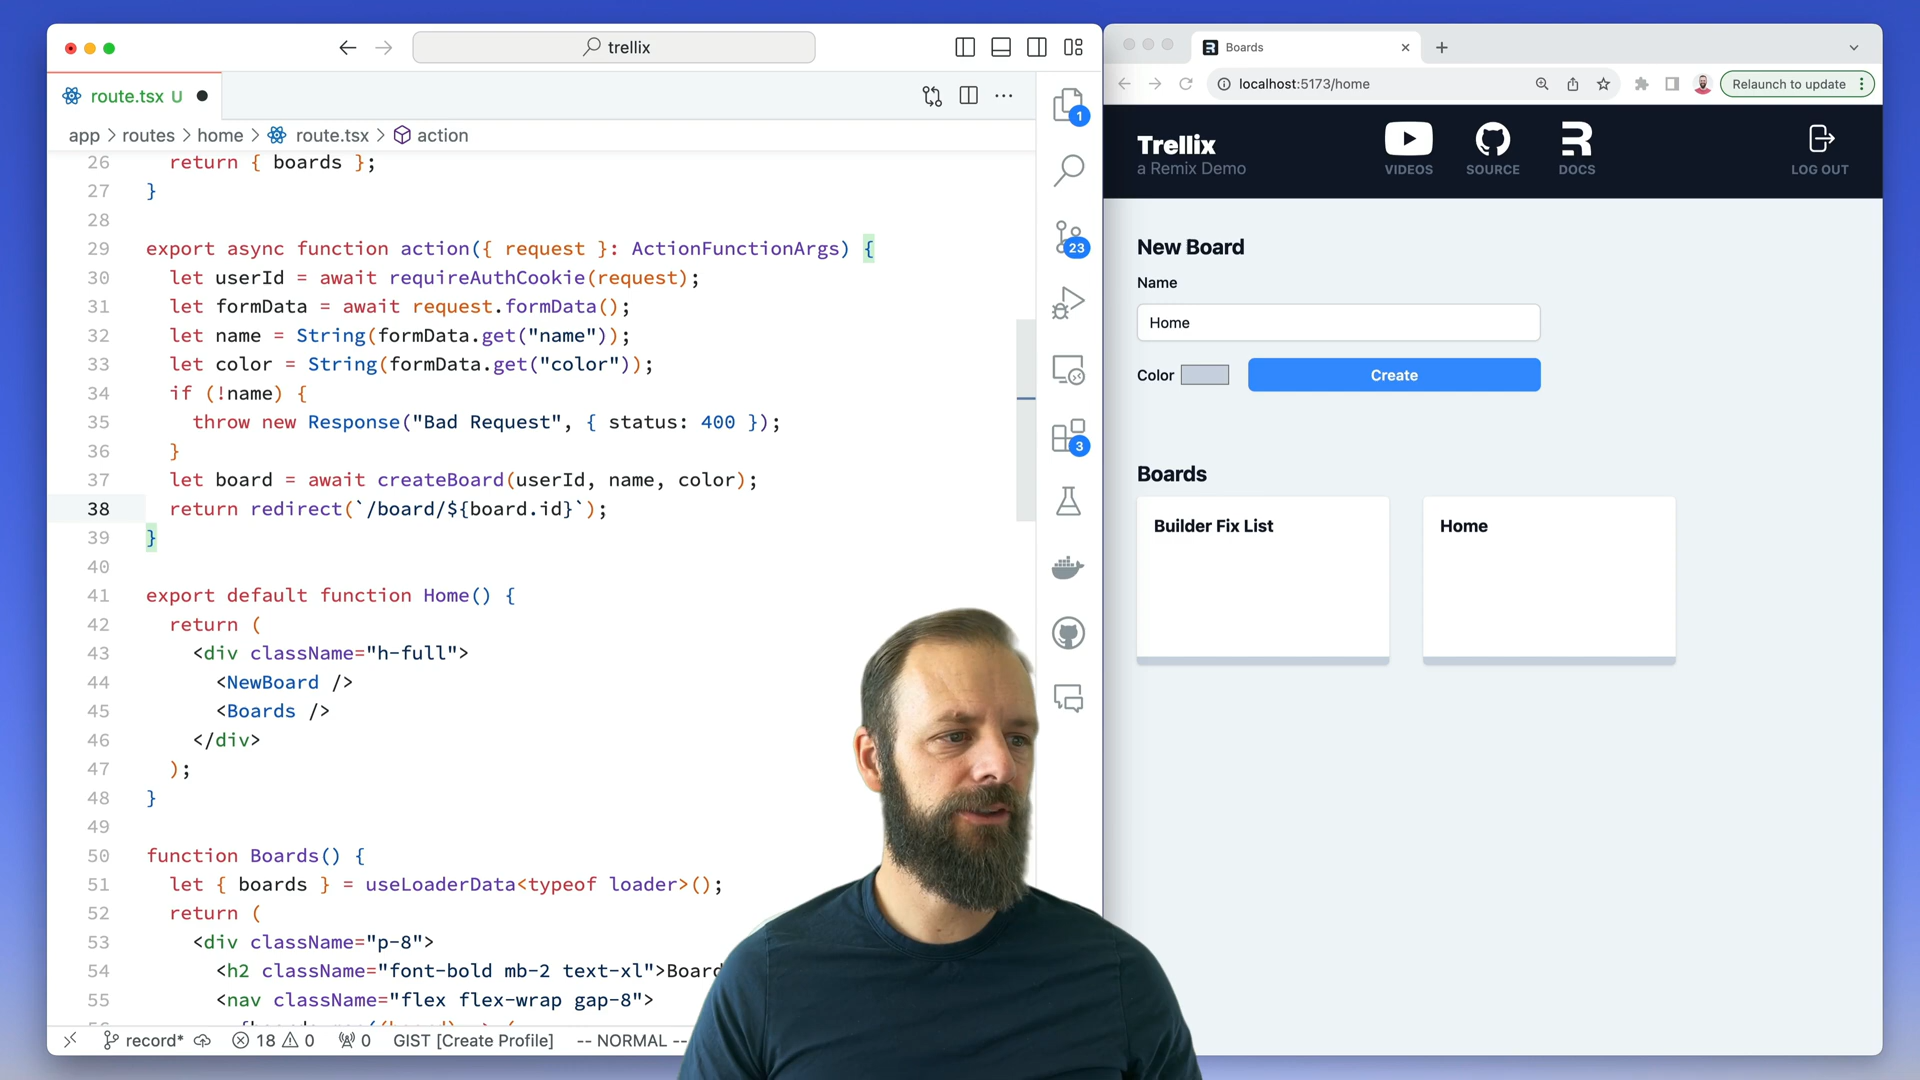 trellix
route.tsx U
app > routes > home > route.tsx > action
26 return { boards };
27 }
28
29 export async function action({ request }: ActionFunctionArgs) {
30 let userId = await requireAuthCookie(request);
31 let formData = await request.formData();
32 let name = String(formData.get("name"));
33 let color = String(formData.get("color"));
34 if (!name) {
35 throw new Response("Bad Request", { status: 400 });
36 }
37 let board = await createBoard(userId, name, color);
38 return redirect(`/board/${board.id}`);
39 }
40
41 export default function Home() {
42 return (
43 <div className="h-full">
44 <NewBoard />
45 <Boards />
46 </div>
47 );
48 }
49
50 function Boards() {
51 let { boards } = useLoaderData<typeof loader>();
52 return (
53 <div className="p-8">
54 <h2 className="font-bold mb-2 text-xl">Board
55 <nav className="flex flex-wrap gap-8">
record* 18 0 0 GIST [Create Profile] -- NORMAL --
1
23
3
Boards
localhost:5173/home
Relaunch to update
Trellix
a Remix Demo
VIDEOS
SOURCE
DOCS
LOG OUT
New Board
Name
Home
Color
Create
Boards
Builder Fix List
Home